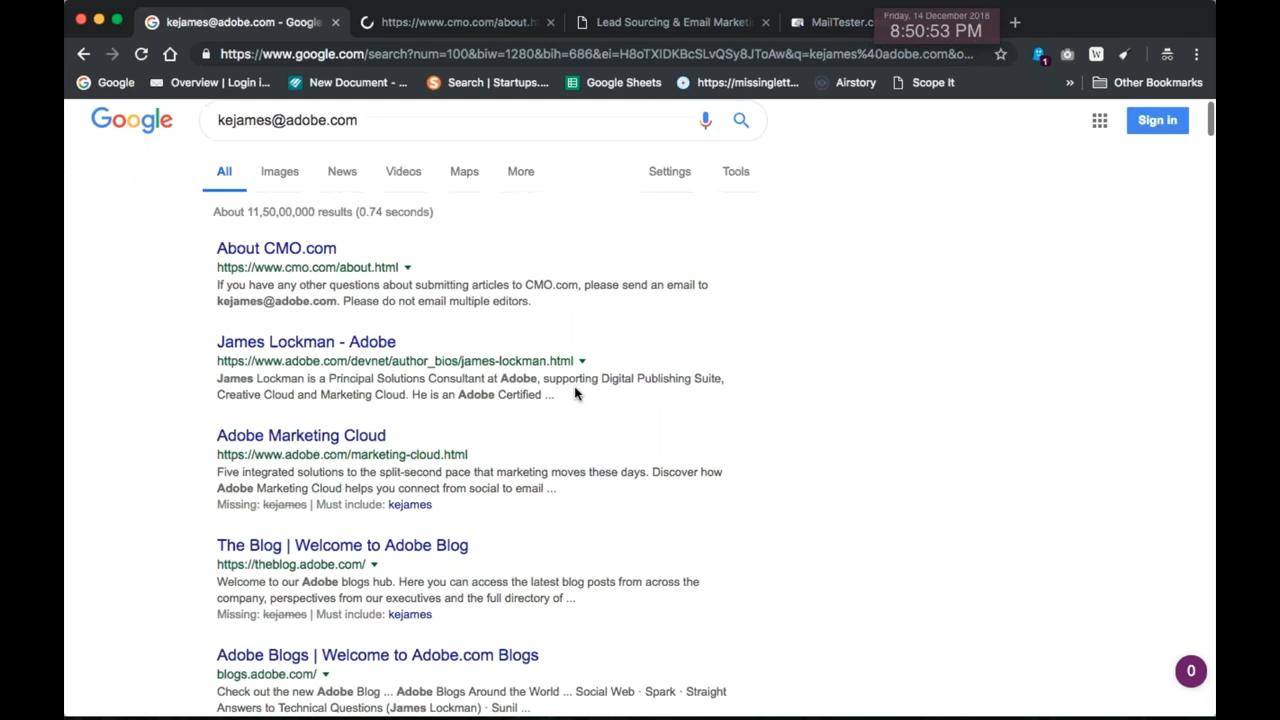 kejames@adobe.com - Google
https://www.cmo.com/about.h
Lead Sourcing & Email Marketi
MailTester.c
Friday, 14 December 2018
8:50:53 PM
https://www.google.com/search?num=100&biw=1280&bih=686&ei=H8oTXIDKBcSLvQSy8JToAw&q=kejames%40adobe.com&o...
1
W
Google
Overview | Login i...
New Document - ...
Search | Startups...
Google Sheets
https://missinglett...
Airstory
Scope It
»
Other Bookmarks
Google
kejames@adobe.com
Sign in
All
Images
News
Videos
Maps
More
Settings
Tools
About 11,50,00,000 results (0.74 seconds)
About CMO.com
https://www.cmo.com/about.html
If you have any other questions about submitting articles to CMO.com, please send an email to
kejames@adobe.com. Please do not email multiple editors.
James Lockman - Adobe
https://www.adobe.com/devnet/author_bios/james-lockman.html
James Lockman is a Principal Solutions Consultant at Adobe, supporting Digital Publishing Suite,
Creative Cloud and Marketing Cloud. He is an Adobe Certified ...
Adobe Marketing Cloud
https://www.adobe.com/marketing-cloud.html
Five integrated solutions to the split-second pace that marketing moves these days. Discover how
Adobe Marketing Cloud helps you connect from social to email ...
Missing: kejames | Must include: kejames
The Blog | Welcome to Adobe Blog
https://theblog.adobe.com/
Welcome to our Adobe blogs hub. Here you can access the latest blog posts from across the
company, perspectives from our executives and the full directory of ...
Missing: kejames | Must include: kejames
Adobe Blogs | Welcome to Adobe.com Blogs
blogs.adobe.com/
Check out the new Adobe Blog ... Adobe Blogs Around the World ... Social Web · Spark · Straight
Answers to Technical Questions (James Lockman) · Sunil ...
0